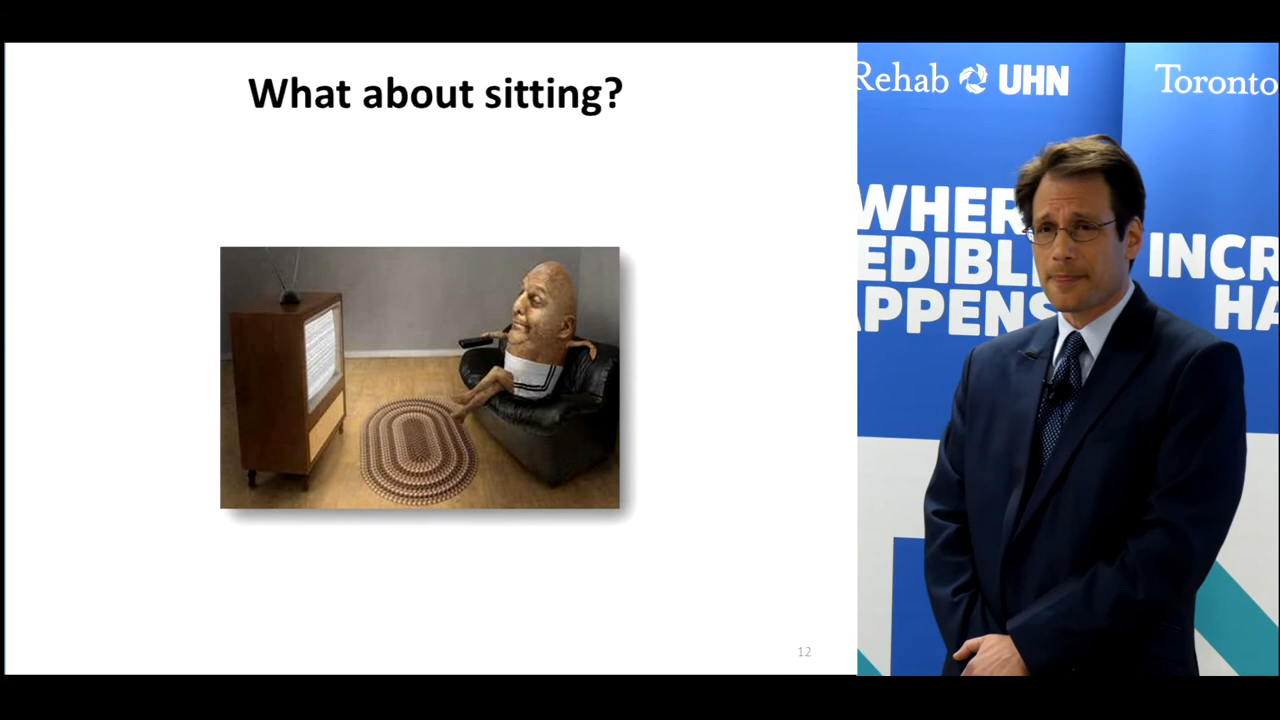 What about sitting?
12
Rehab UHN
Toronto
WHER
EDIBL
APPENS
INCR
HA